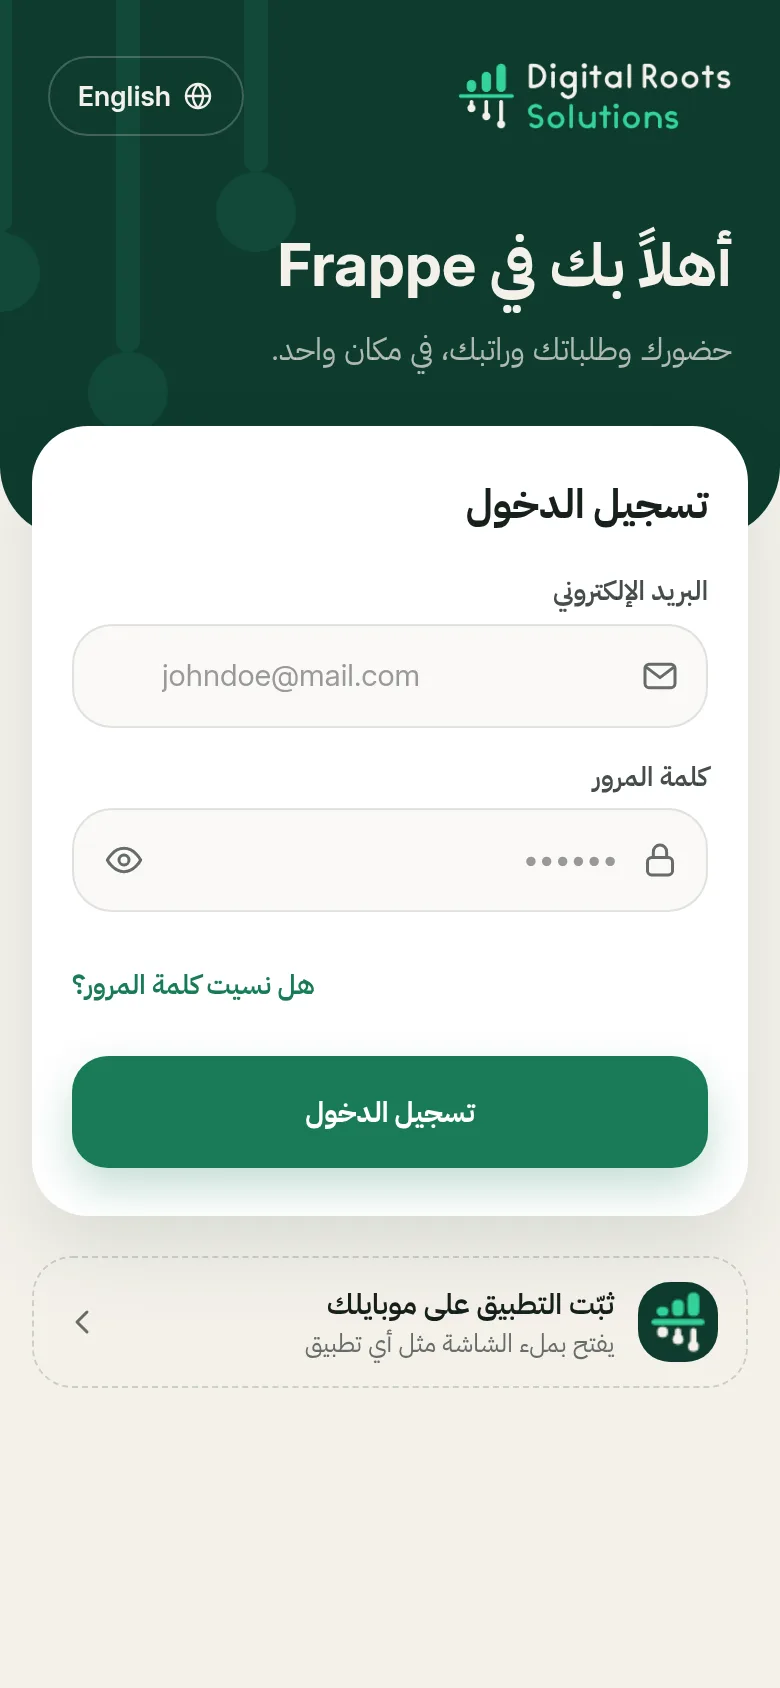 Digital Roots
Solutions
English
أهلاً بك في Frappe
حضورك وطلباتك وراتبك، في مكان واحد.
تسجيل الدخول
البريد الإلكتروني
johndoe@mail.com
كلمة المرور
••••••
هل نسيت كلمة المرور؟
تسجيل الدخول
ثبّت التطبيق على موبايلك
يفتح بملء الشاشة مثل أي تطبيق